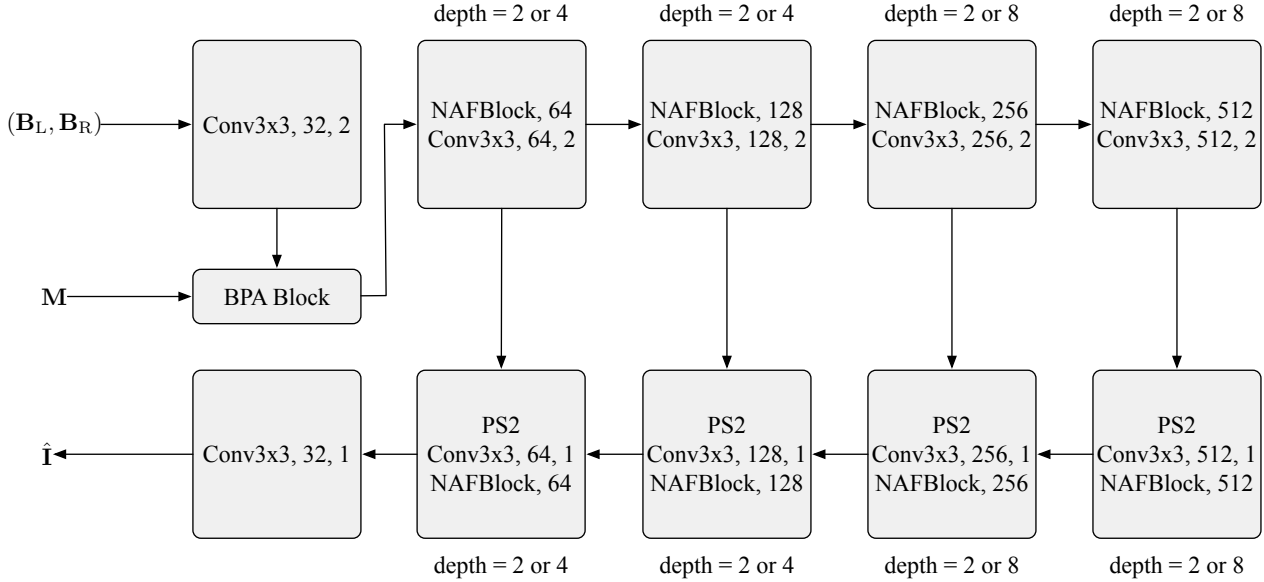 depth = 2 or 4
depth = 2 or 4
depth = 2 or 8
depth = 2 or 8
(B_L, B_R)
Conv3x3, 32, 2
NAFBlock, 64
Conv3x3, 64, 2
NAFBlock, 128
Conv3x3, 128, 2
NAFBlock, 256
Conv3x3, 256, 2
NAFBlock, 512
Conv3x3, 512, 2
M
BPA Block
Î
Conv3x3, 32, 1
PS2
Conv3x3, 64, 1
NAFBlock, 64
PS2
Conv3x3, 128, 1
NAFBlock, 128
PS2
Conv3x3, 256, 1
NAFBlock, 256
PS2
Conv3x3, 512, 1
NAFBlock, 512
depth = 2 or 4
depth = 2 or 4
depth = 2 or 8
depth = 2 or 8